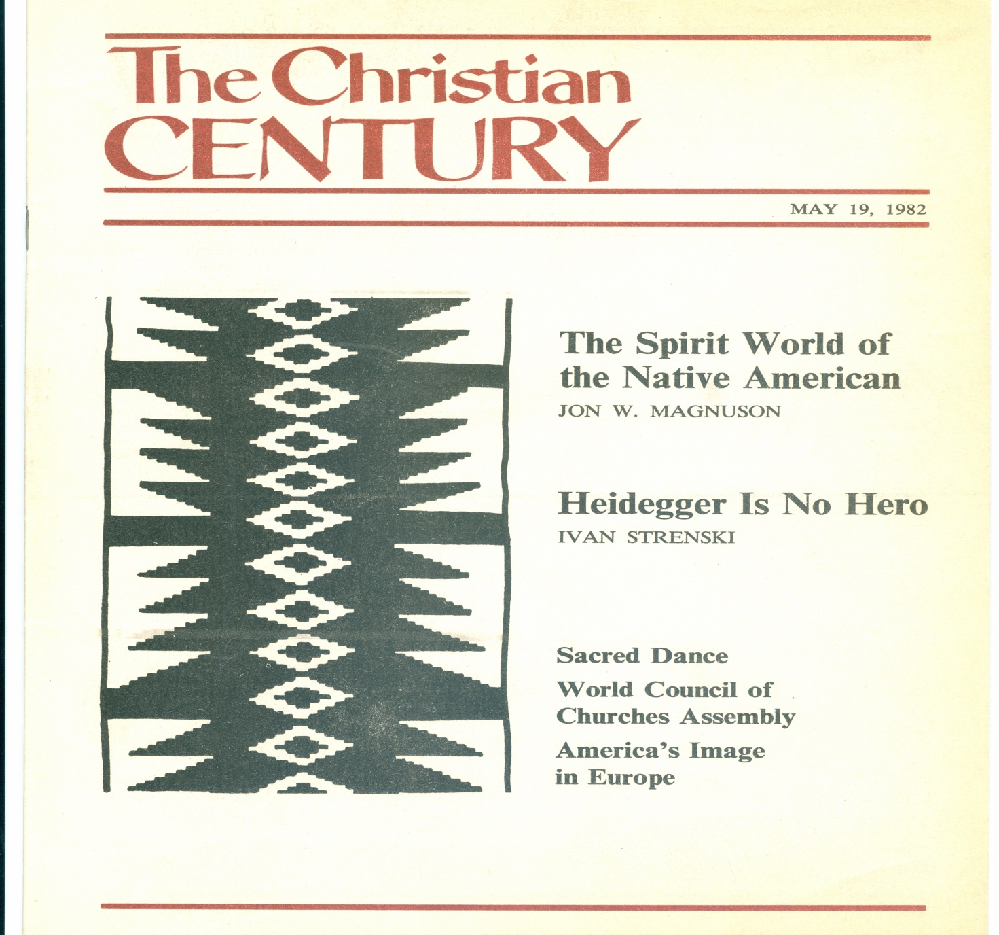 The Christian
CENTURY
MAY 19, 1982
The Spirit World of
the Native American
JON W. MAGNUSON
Heidegger Is No Hero
IVAN STRENSKI
Sacred Dance
World Council of
Churches Assembly
America's Image
in Europe